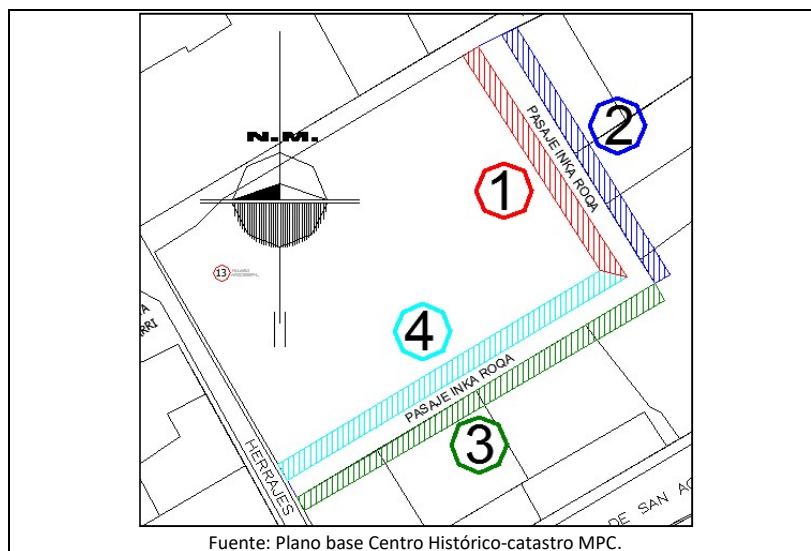 N.M.
2
PASAJE INKA ROQA
1
13
4
PASAJE INKA ROQA
3
HERRAJES
DE SAN AG
Fuente: Plano base Centro Histórico-catastro MPC.